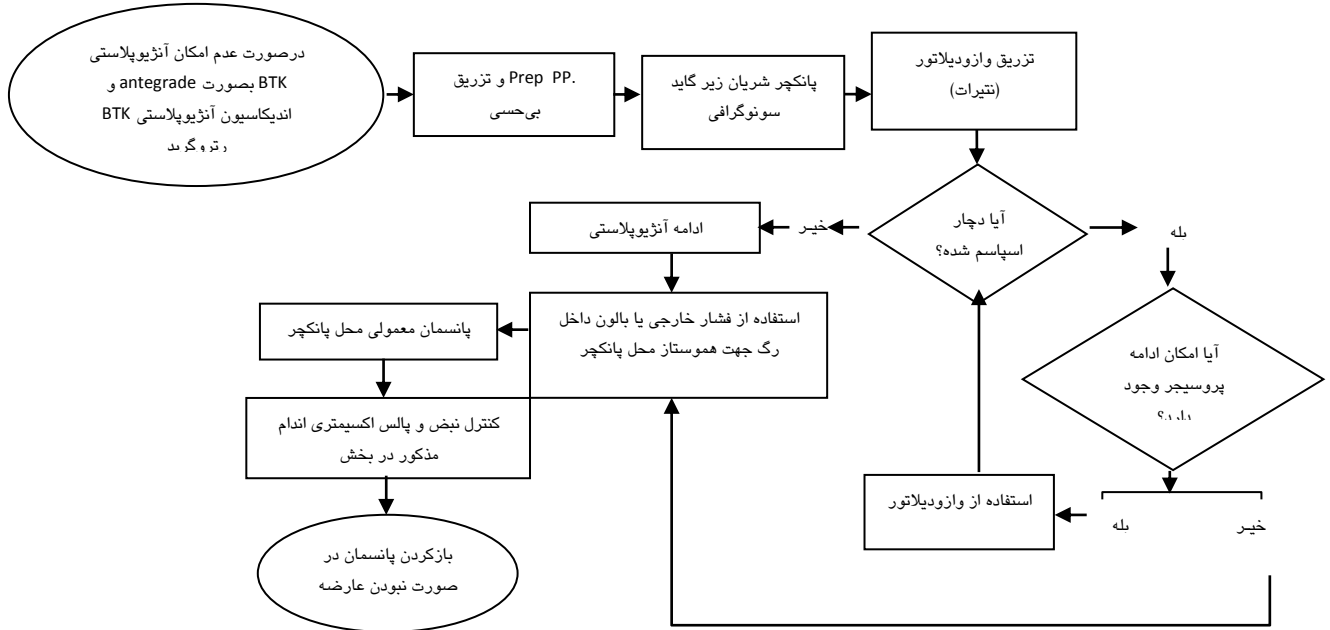 درصورت عدم امکان آنژیوپلاستی
BTK بصورت antegrade و
اندیکاسیون آنژیوپلاستی BTK
رتروگرید
Prep PP. و تزریق
بی‌حسی
پانکچر شریان زیر گاید
سونوگرافی
تزریق وازودیلاتور
(نتیرات)
آیا دچار
اسپاسم شده؟
خیر
ادامه آنژیوپلاستی
بله
استفاده از فشار خارجی یا بالون داخل
رگ جهت هموستاز محل پانکچر
پانسمان معمولی محل پانکچر
آیا امکان ادامه
پروسیجر وجود
دارد؟
کنترل نبض و پالس اکسیمتری اندام
مذکور در بخش
استفاده از وازودیلاتور
بله
خیر
بازکردن پانسمان در
صورت نبودن عارضه